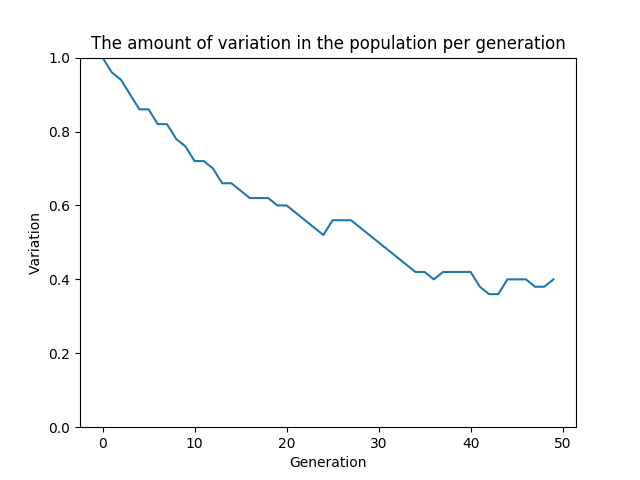 The amount of variation in the population per generation
1.0
0.8
0.6
0.4
0.2
0.0
Variation
0 10 20 30 40 50
Generation